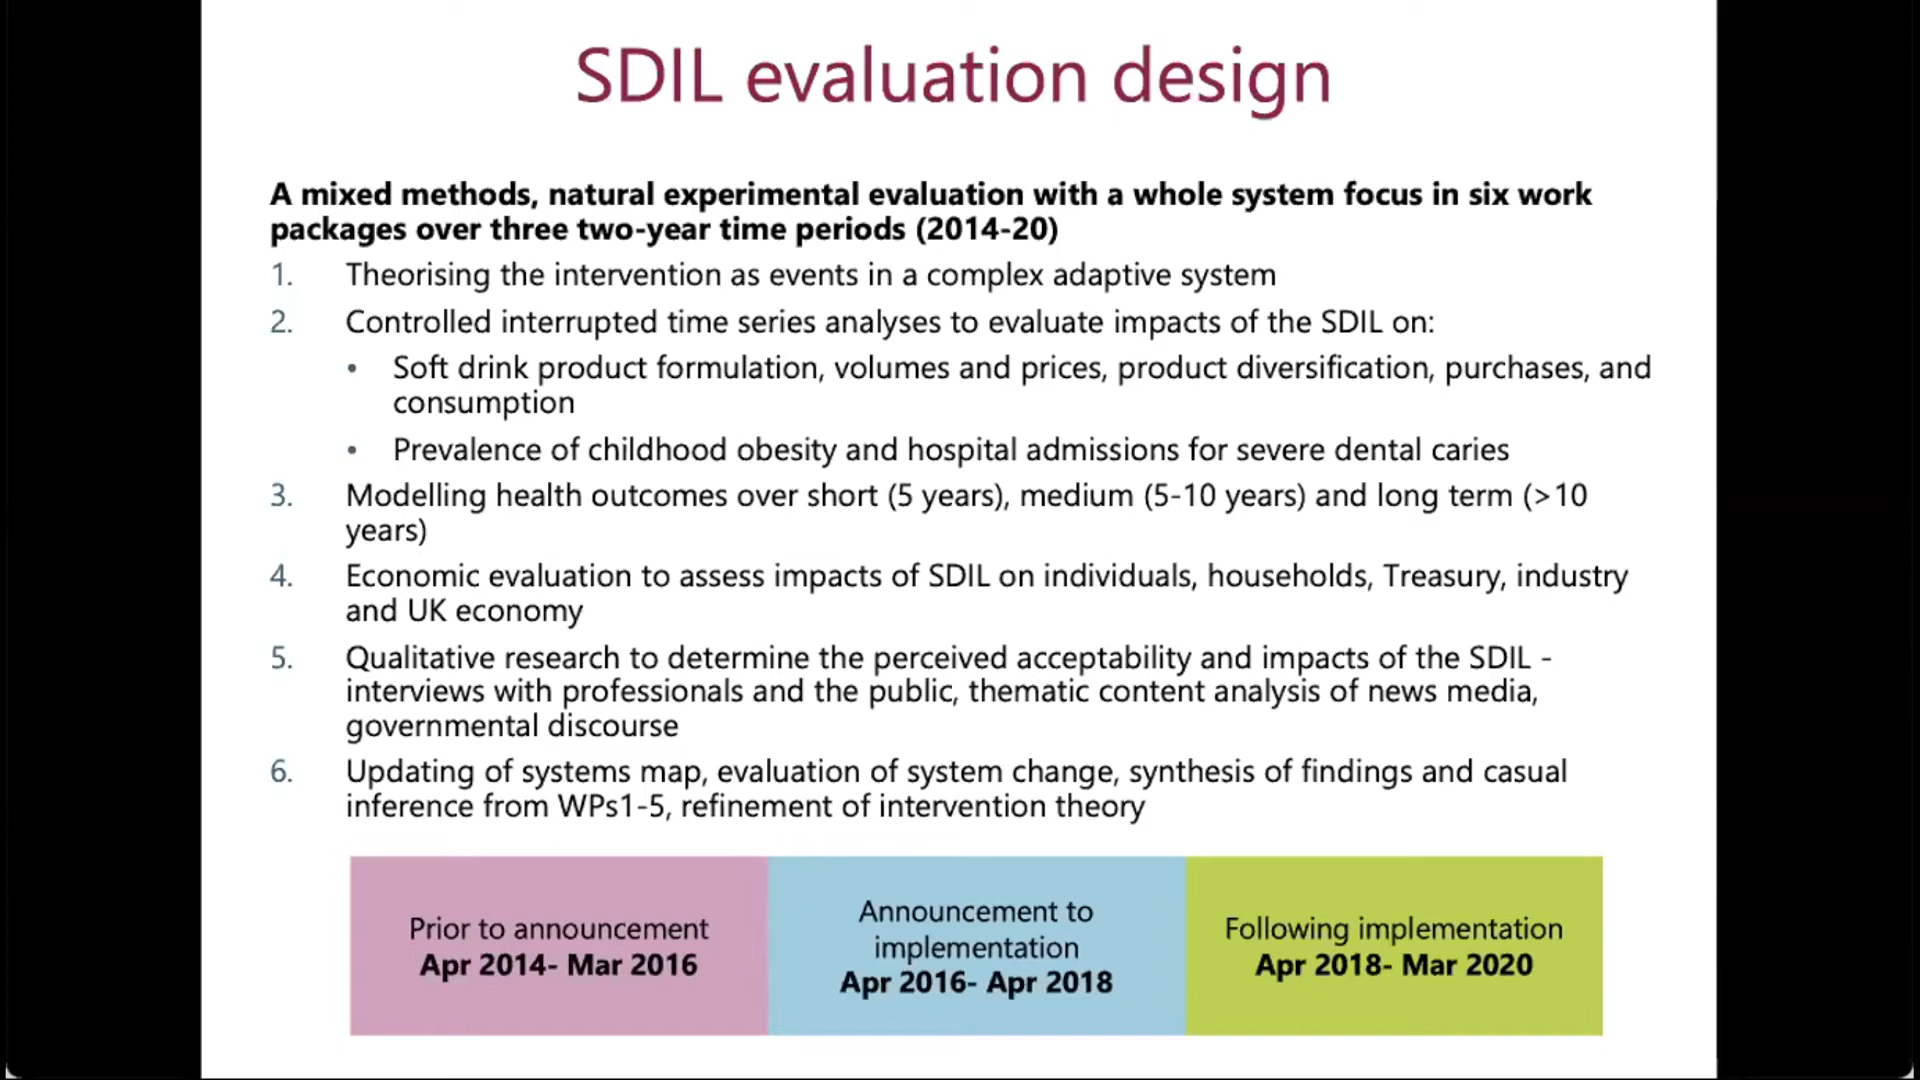 SDIL evaluation design
A mixed methods, natural experimental evaluation with a whole system focus in six work
packages over three two-year time periods (2014-20)
1. Theorising the intervention as events in a complex adaptive system
2. Controlled interrupted time series analyses to evaluate impacts of the SDIL on:
• Soft drink product formulation, volumes and prices, product diversification, purchases, and
consumption
• Prevalence of childhood obesity and hospital admissions for severe dental caries
3. Modelling health outcomes over short (5 years), medium (5-10 years) and long term (>10
years)
4. Economic evaluation to assess impacts of SDIL on individuals, households, Treasury, industry
and UK economy
5. Qualitative research to determine the perceived acceptability and impacts of the SDIL -
interviews with professionals and the public, thematic content analysis of news media,
governmental discourse
6. Updating of systems map, evaluation of system change, synthesis of findings and casual
inference from WPs1-5, refinement of intervention theory
Prior to announcement
Apr 2014- Mar 2016
Announcement to
implementation
Apr 2016- Apr 2018
Following implementation
Apr 2018- Mar 2020